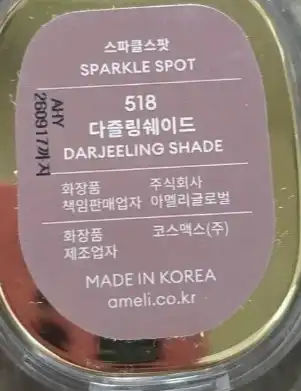 스파클스팟
SPARKLE SPOT
518
다즐링쉐이드
DARJEELING SHADE
화장품 주식회사
책임판매업자 아멜리글로벌
화장품 코스맥스(주)
제조업자
MADE IN KOREA
ameli.co.kr
AHY
260917까지